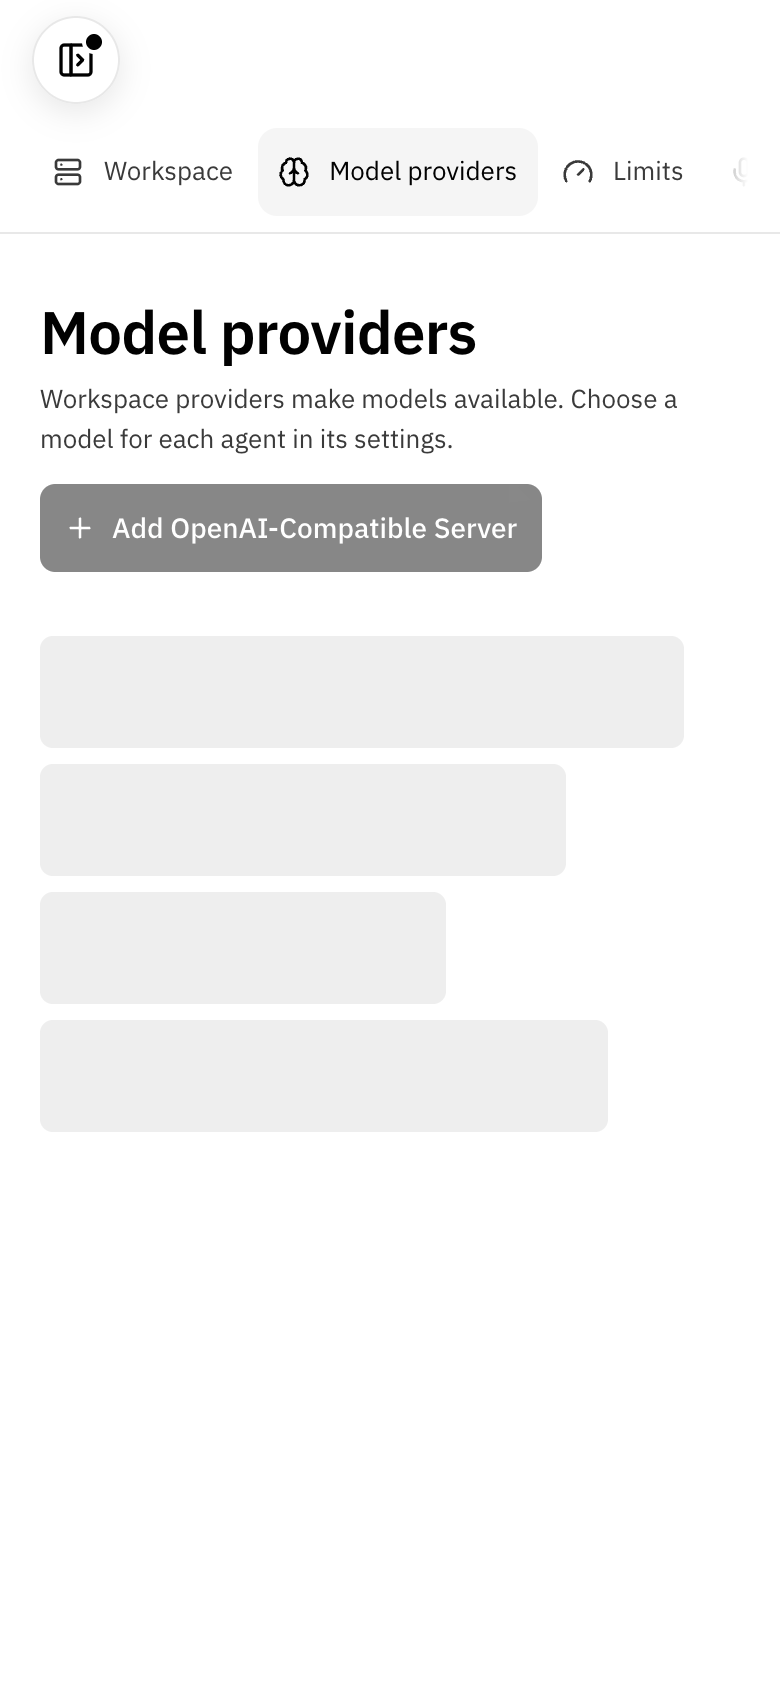 Workspace
Model providers
Limits
Model providers
Workspace providers make models available. Choose a
model for each agent in its settings.
Add OpenAI-Compatible Server